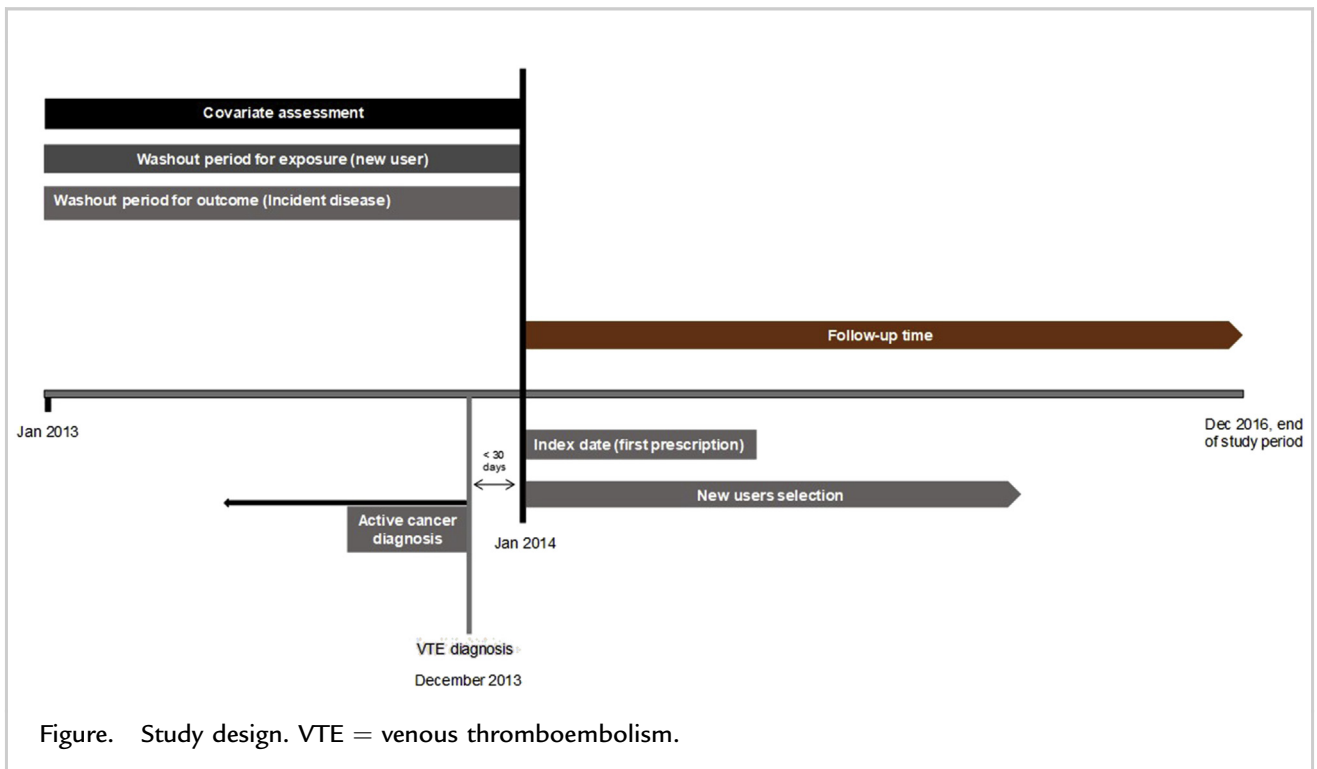 Covariate assessment
Washout period for exposure (new user)
Washout period for outcome (Incident disease)
Follow-up time
Jan 2013
Dec 2016, end
of study period
Index date (first prescription)
< 30
days
New users selection
Active cancer
diagnosis
Jan 2014
VTE diagnosis
December 2013
Figure. Study design. VTE = venous thromboembolism.